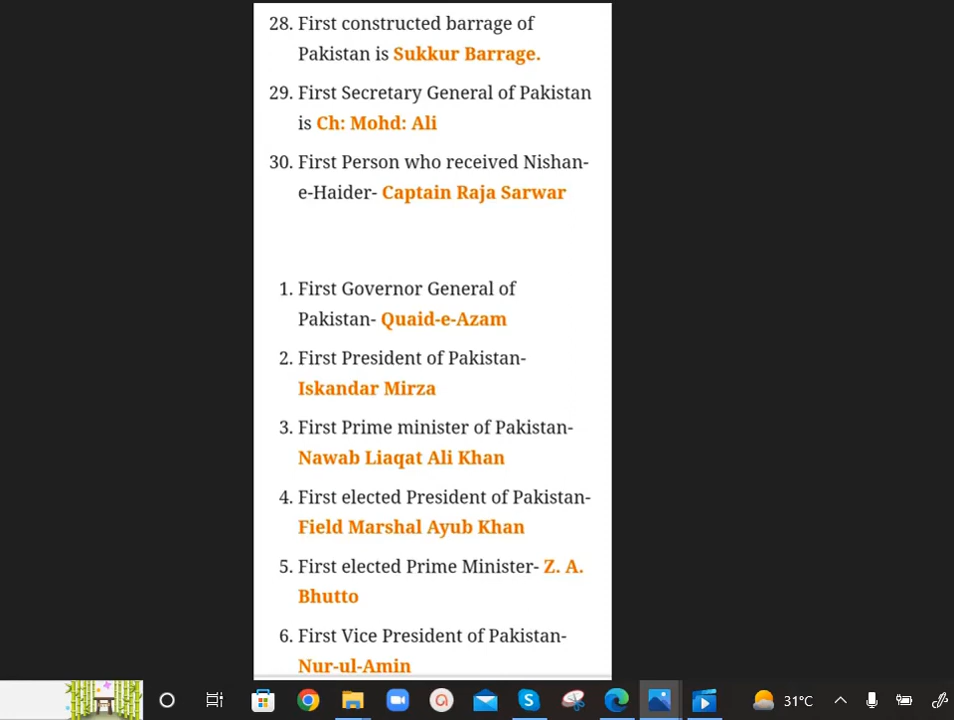 28. First constructed barrage of
Pakistan is Sukkur Barrage.
29. First Secretary General of Pakistan
is Ch: Mohd: Ali
30. First Person who received Nishan-
e-Haider- Captain Raja Sarwar
1. First Governor General of
Pakistan- Quaid-e-Azam
2. First President of Pakistan-
Iskandar Mirza
3. First Prime minister of Pakistan-
Nawab Liaqat Ali Khan
4. First elected President of Pakistan-
Field Marshal Ayub Khan
5. First elected Prime Minister- Z. A.
Bhutto
6. First Vice President of Pakistan-
Nur-ul-Amin
31°C